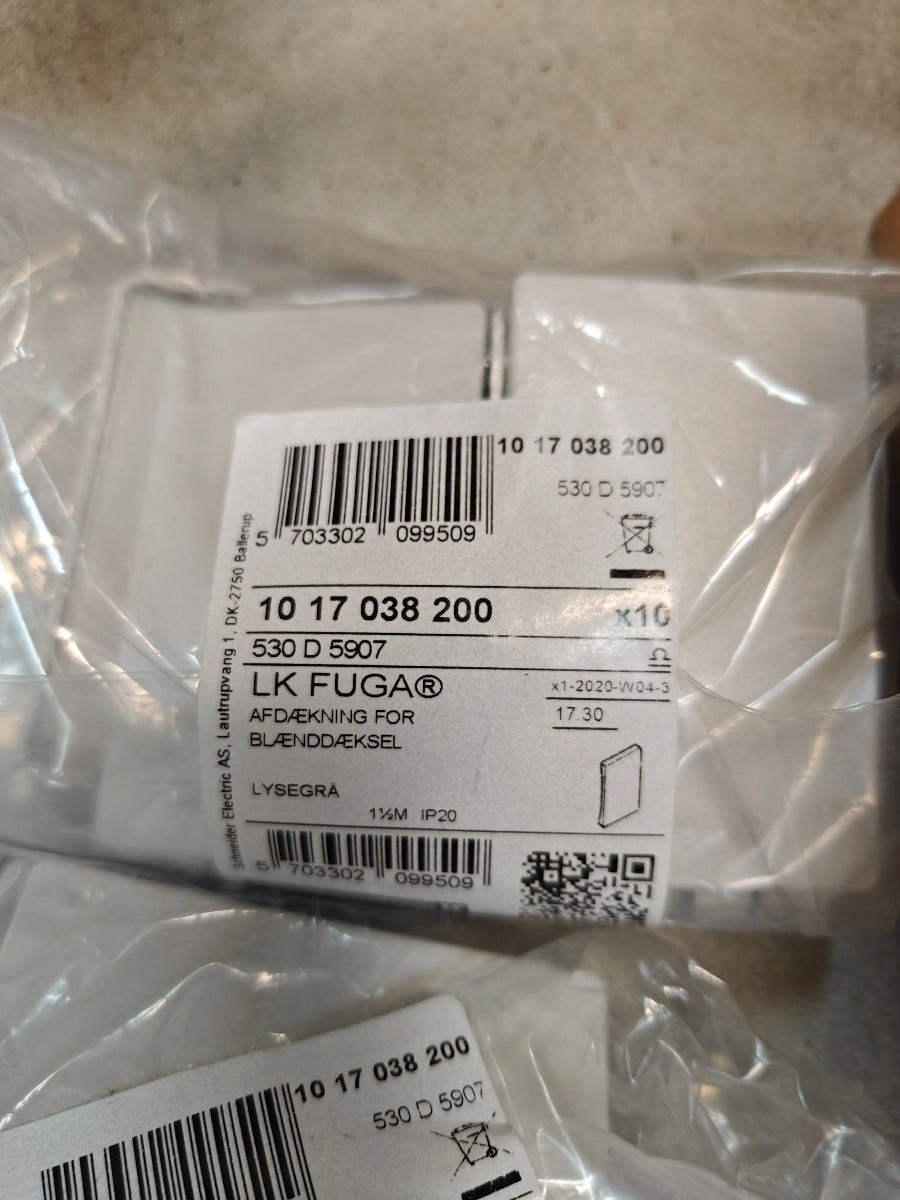 10 17 038 200
530 D 5907
5 703302 099509
10 17 038 200 x10
530 D 5907
LK FUGA®
x1-2020-W04-3
17:30
AFDÆKNING FOR
BLÆNDDÆKSEL
LYSEGRÅ
1½M IP20
5 703302 099509
Schneider Electric AS, Lautrupvang 1, DK-2750 Ballerup
10 17 038 200
530 D 5907